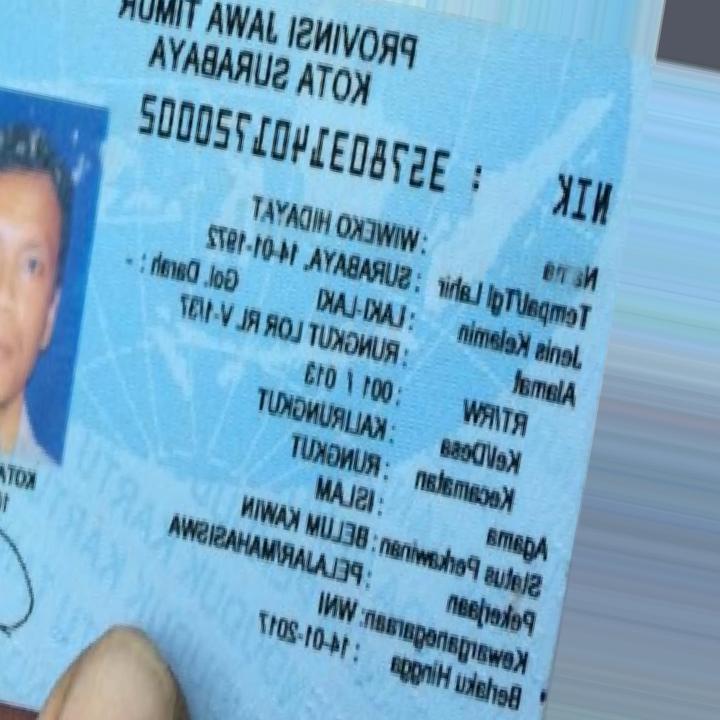 PROVINSI JAWA TIMUR
KOTA SURABAYA
NIK : 3578031401720002
Nama : WIWEKO HIDAYAT
Tempat/Tgl Lahir : SURABAYA, 14-01-1972
Jenis Kelamin : LAKI-LAKI Gol. Darah : -
Alamat : RUNGKUT LOR RL V-1/37
RT/RW : 001 / 013
Kel/Desa : KALIRUNGKUT
Kecamatan : RUNGKUT
Agama : ISLAM
Status Perkawinan: BELUM KAWIN
Pekerjaan : PELAJAR/MAHASISWA
Kewarganegaraan: WNI
Berlaku Hingga : 14-01-2017
KOTA